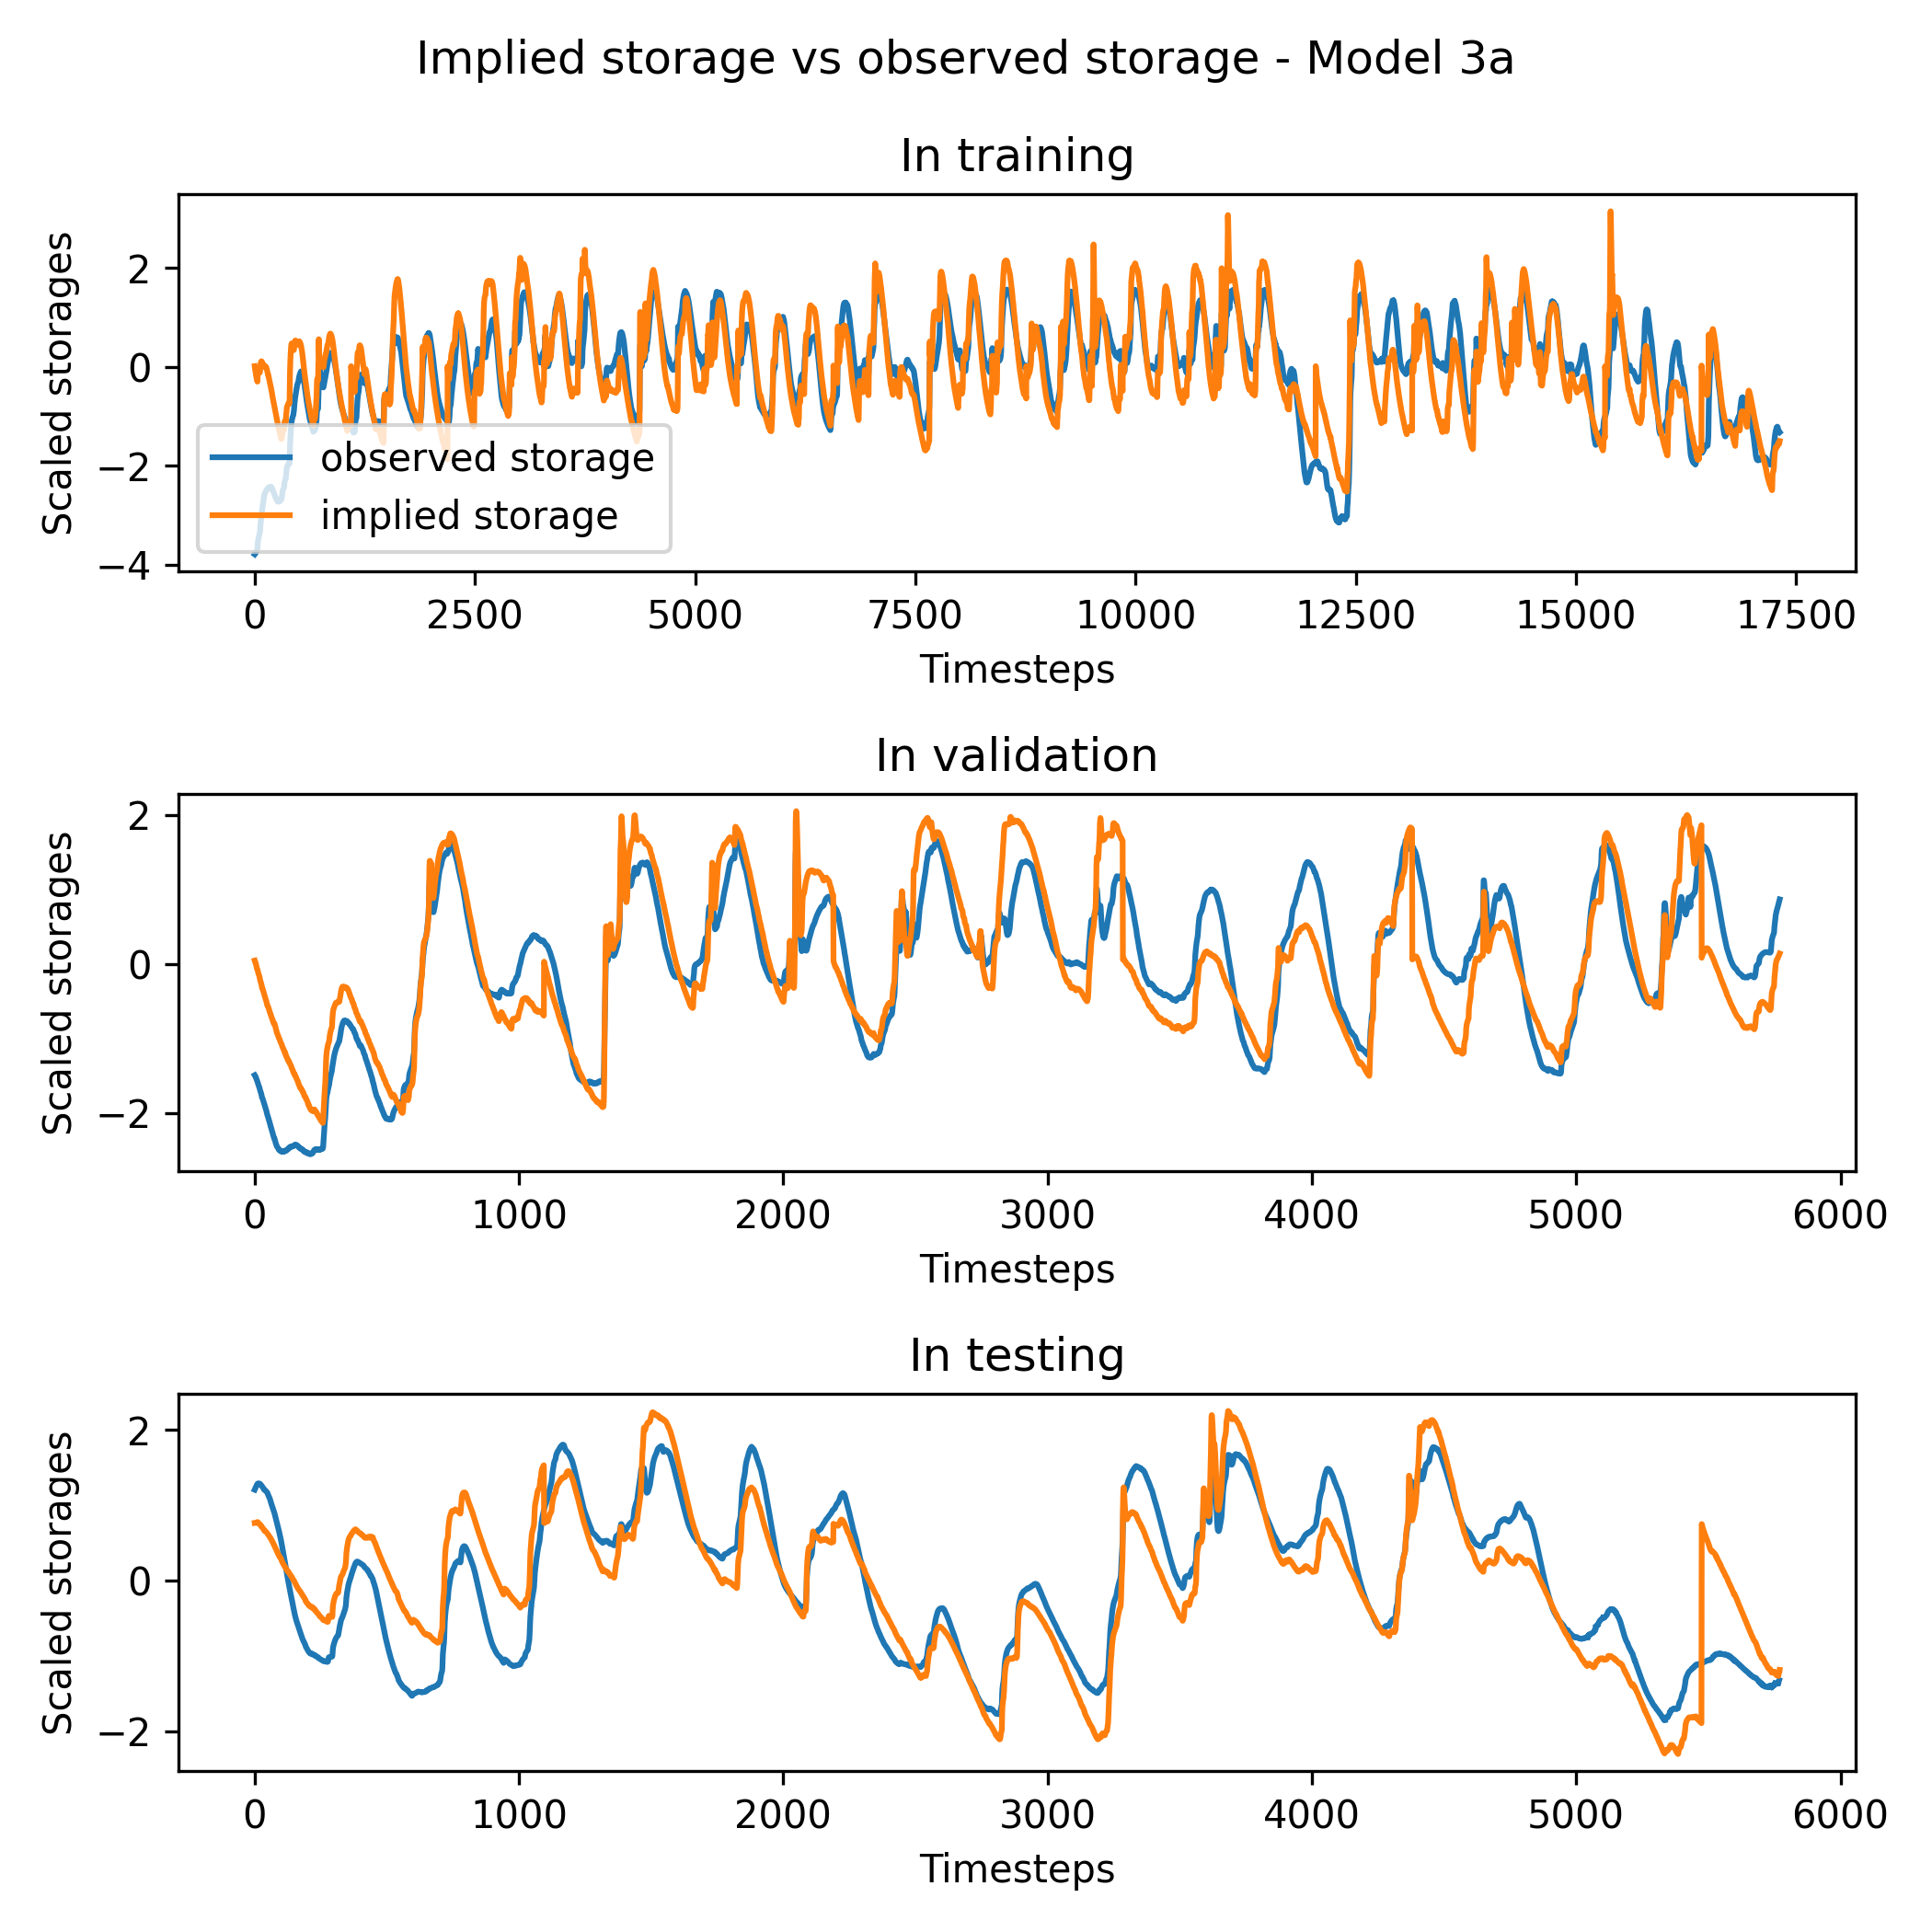 Implied storage vs observed storage - Model 3a
In training
Scaled storages
2
0
−2
−4
observed storage
implied storage
0 2500 5000 7500 10000 12500 15000 17500
Timesteps
In validation
Scaled storages
2
0
−2
0 1000 2000 3000 4000 5000 6000
Timesteps
In testing
Scaled storages
2
0
−2
0 1000 2000 3000 4000 5000 6000
Timesteps